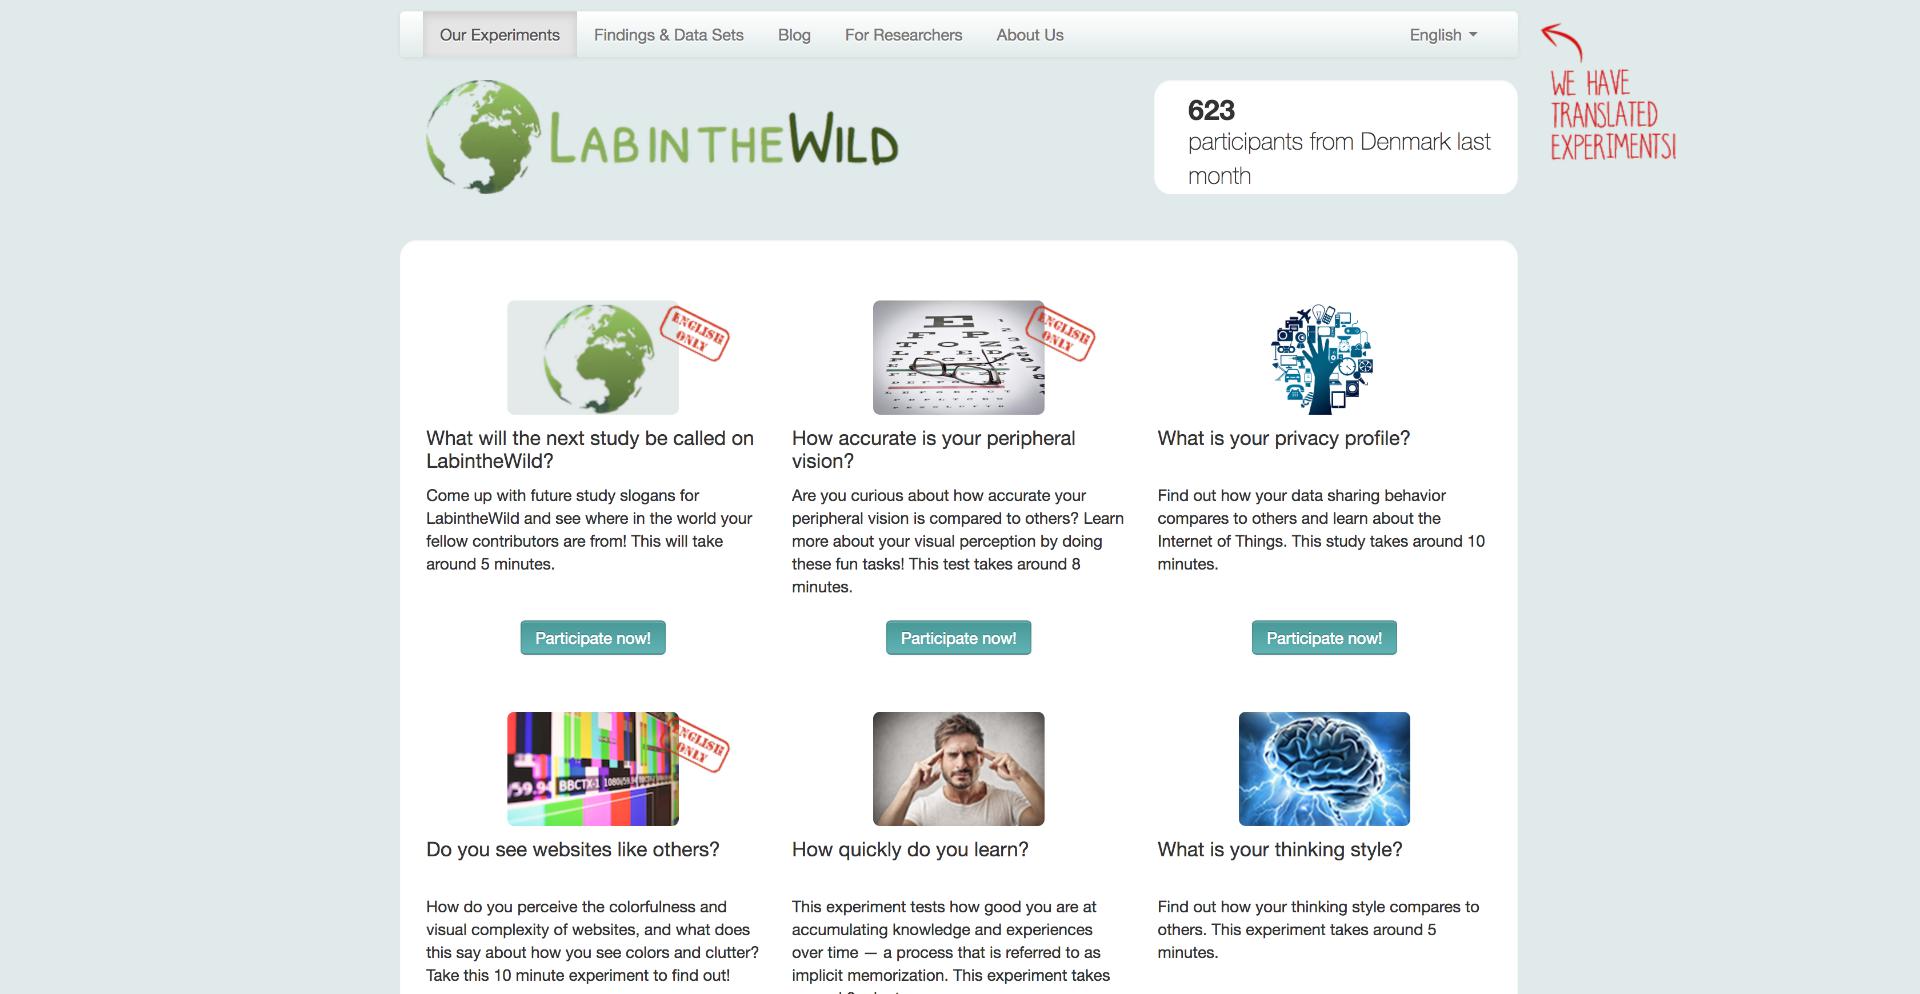 Our Experiments
Findings & Data Sets
Blog
For Researchers
About Us
English
WE HAVE
TRANSLATED
EXPERIMENTS!
LABINTHEWILD
623
participants from Denmark last
month
ENGLISH
ONLY
What will the next study be called on
LabintheWild?
Come up with future study slogans for
LabintheWild and see where in the world your
fellow contributors are from! This will take
around 5 minutes.
Participate now!
ENGLISH
ONLY
How accurate is your peripheral
vision?
Are you curious about how accurate your
peripheral vision is compared to others? Learn
more about your visual perception by doing
these fun tasks! This test takes around 8
minutes.
Participate now!
What is your privacy profile?
Find out how your data sharing behavior
compares to others and learn about the
Internet of Things. This study takes around 10
minutes.
Participate now!
/59.94
BBCTX-1 1080i/59.94
ENGLISH
ONLY
Do you see websites like others?
How do you perceive the colorfulness and
visual complexity of websites, and what does
this say about how you see colors and clutter?
Take this 10 minute experiment to find out!
How quickly do you learn?
This experiment tests how good you are at
accumulating knowledge and experiences
over time — a process that is referred to as
implicit memorization. This experiment takes
What is your thinking style?
Find out how your thinking style compares to
others. This experiment takes around 5
minutes.